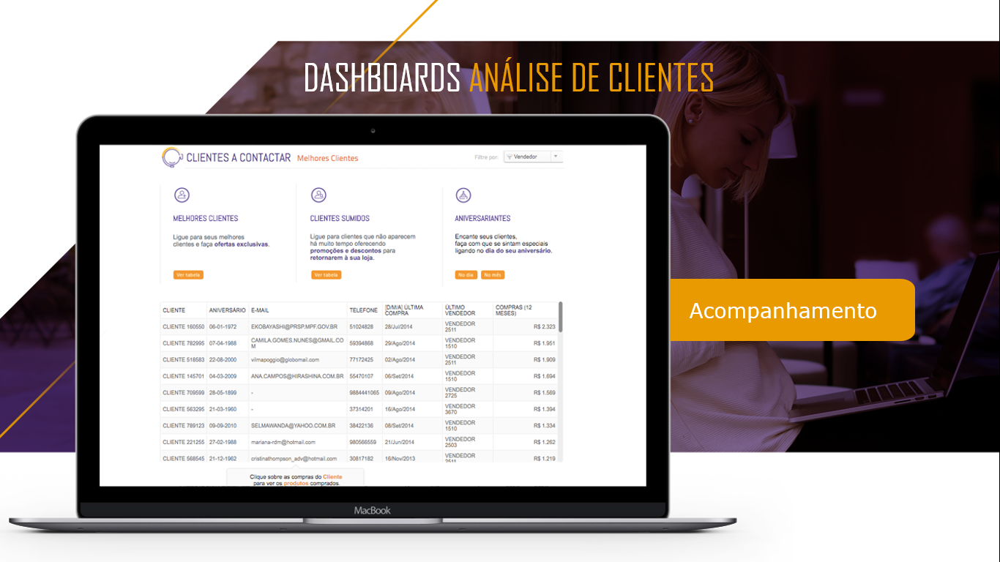 DASHBOARDS ANÁLISE DE CLIENTES
CLIENTES A CONTACTAR Melhores Clientes
Filtre por: Vendedor
MELHORES CLIENTES
Ligue para seus melhores
clientes e faça ofertas exclusivas.
Ver tabela
CLIENTES SUMIDOS
Ligue para clientes que não aparecem
há muito tempo oferecendo
promoções e descontos para
retornarem à sua loja.
Ver tabela
ANIVERSARIANTES
Encante seus clientes,
faça com que se sintam especiais
ligando no dia do seu aniversário.
No dia No mês
CLIENTE ANIVERSÁRIO E-MAIL TELEFONE [D/M/A] ÚLTIMA COMPRA ÚLTIMO VENDEDOR COMPRAS (12 MESES)
CLIENTE 160550 06-01-1972 EKOBAYASHI@PRSP.MPF.GOV.BR 51024828 28/Jul/2014 VENDEDOR 2511 R$ 2.323
CLIENTE 782995 07-04-1988 CAMILA.GOMES.NUNES@GMAIL.COM 59394868 29/Ago/2014 VENDEDOR 1510 R$ 1.951
CLIENTE 518583 22-08-2000 vilmapoggio@globomail.com 77172425 02/Ago/2014 VENDEDOR 2511 R$ 1.909
CLIENTE 145701 04-03-2009 ANA.CAMPOS@HIRASHINA.COM.BR 55470107 06/Set/2014 VENDEDOR 1510 R$ 1.694
CLIENTE 709599 28-05-1899 - 9884441065 09/Ago/2014 VENDEDOR 2725 R$ 1.569
CLIENTE 563295 21-03-1960 - 37314201 16/Ago/2014 VENDEDOR 3670 R$ 1.394
CLIENTE 789123 09-09-2010 SELMAWANDA@YAHOO.COM.BR 38422136 08/Set/2014 VENDEDOR 1510 R$ 1.334
CLIENTE 221255 27-02-1988 mariana-rdm@hotmail.com 980566559 21/Jun/2014 VENDEDOR 2503 R$ 1.262
CLIENTE 568545 21-12-1962 cristinathompson_adv@hotmail.com 30817182 16/Nov/2013 VENDEDOR 2511 R$ 1.219
Clique sobre as compras do Cliente
para ver os produtos comprados.
Acompanhamento
MacBook